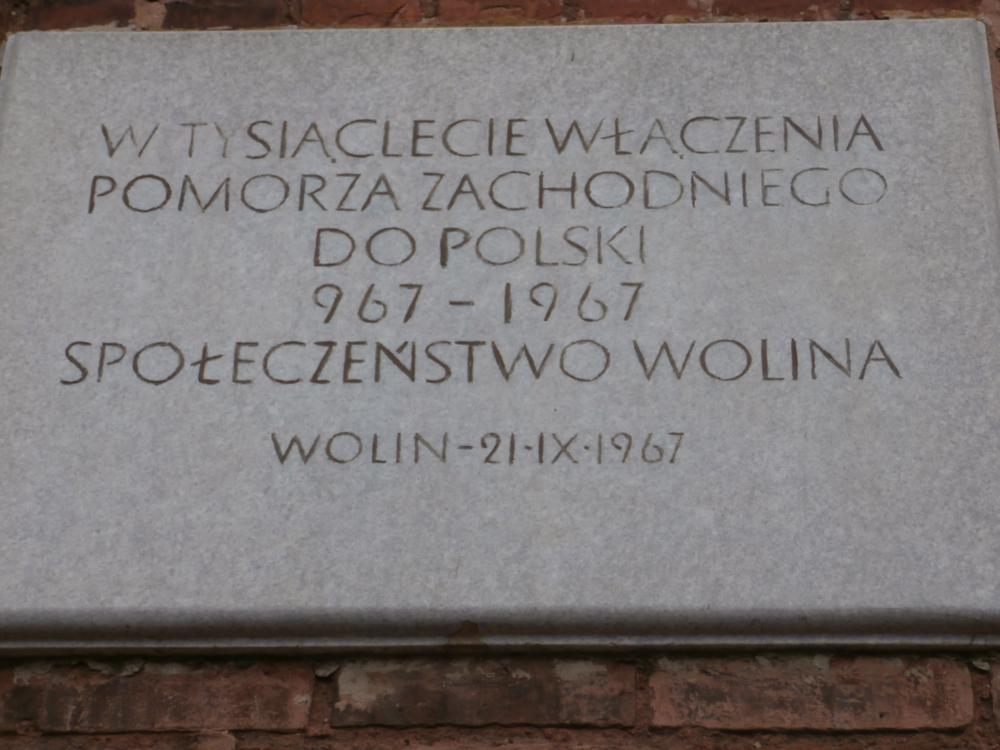 W TYSIĄCLECIE WŁĄCZENIA
POMORZA ZACHODNIEGO
DO POLSKI
967 – 1967
SPOŁECZEŃSTWO WOLINA
WOLIN-21·IX·1967